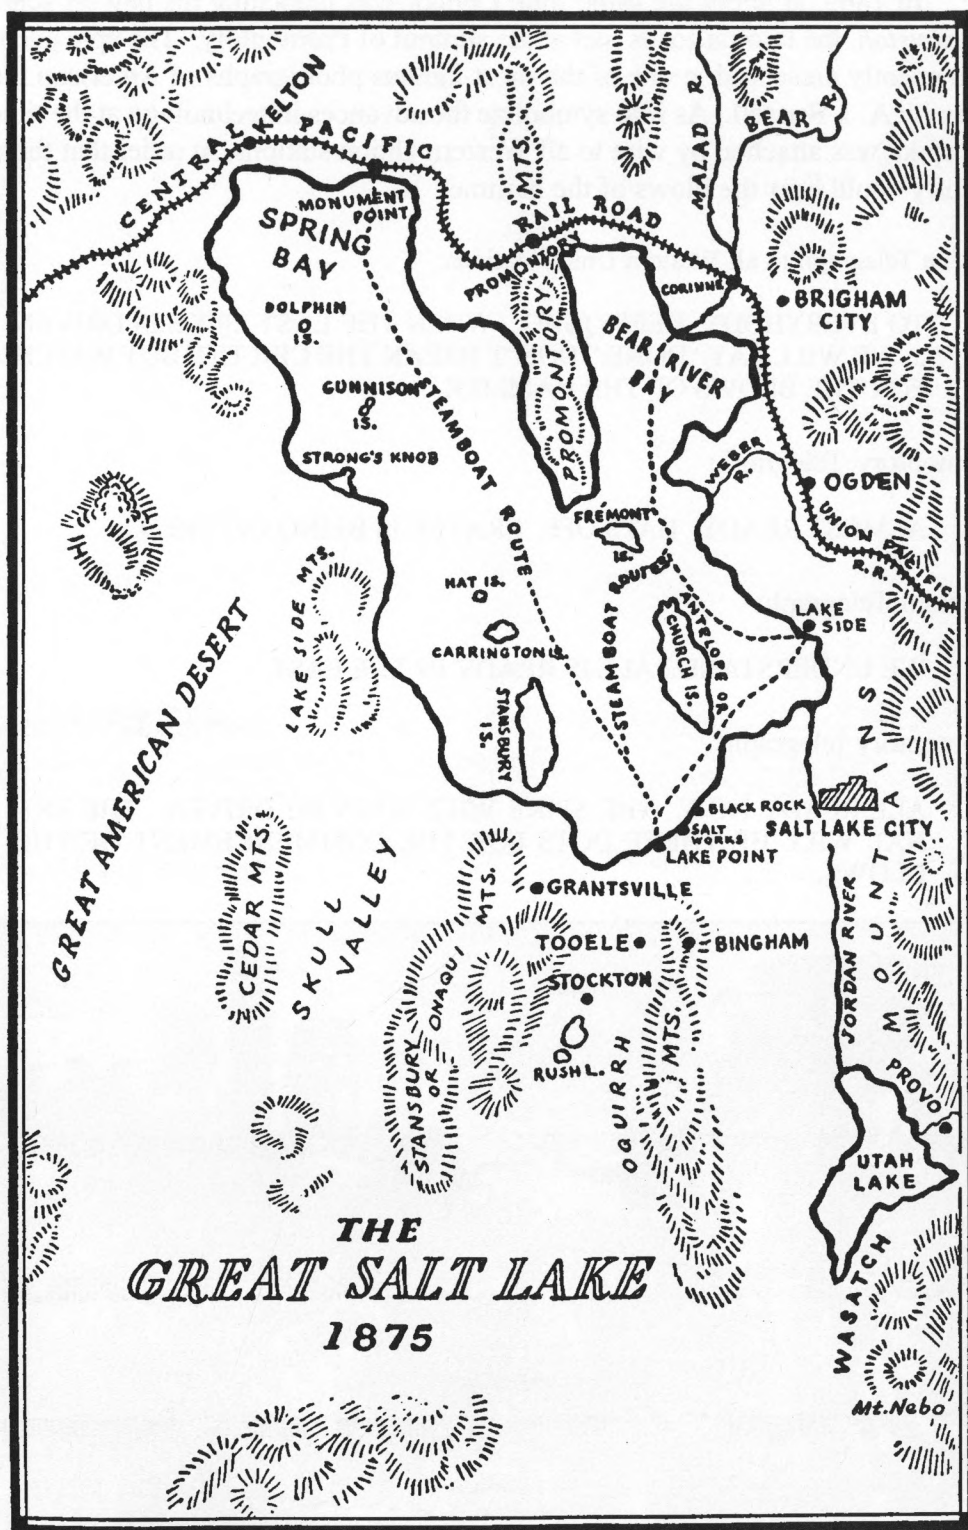 CENTRAL PACIFIC
KELTON
MTS.
MALAD R.
BEAR R.
MONUMENT
POINT
SPRING
BAY
RAIL ROAD
PROMONTORY
CORINNE
BRIGHAM
CITY
DOLPHIN
IS.
PROMONTORY
BEAR RIVER
BAY
GUNNISON
IS.
STEAMBOAT ROUTE
STRONG'S KNOB
WEBER
R.
OGDEN
UNION PACIFIC
R.R.
FREMONT
IS.
LAKE SIDE MTS.
HAT IS.
CARRINGTON IS.
STEAMBOAT ROUTES
ANTELOPE OR
CHURCH IS.
LAKE
SIDE
GREAT AMERICAN DESERT
STANSBURY
IS.
BLACK ROCK
SALT
WORKS
LAKE POINT
SALT LAKE CITY
CEDAR MTS.
SKULL
VALLEY
MTS.
GRANTSVILLE
TOOELE
BINGHAM
STOCKTON
RUSH L.
STANSBURY
OR ONAQUI
OQUIRRH
MTS.
JORDAN RIVER
PROVO
UTAH
LAKE
WASATCH
MOUNTAINS
Mt. Nebo
THE
GREAT SALT LAKE
1875